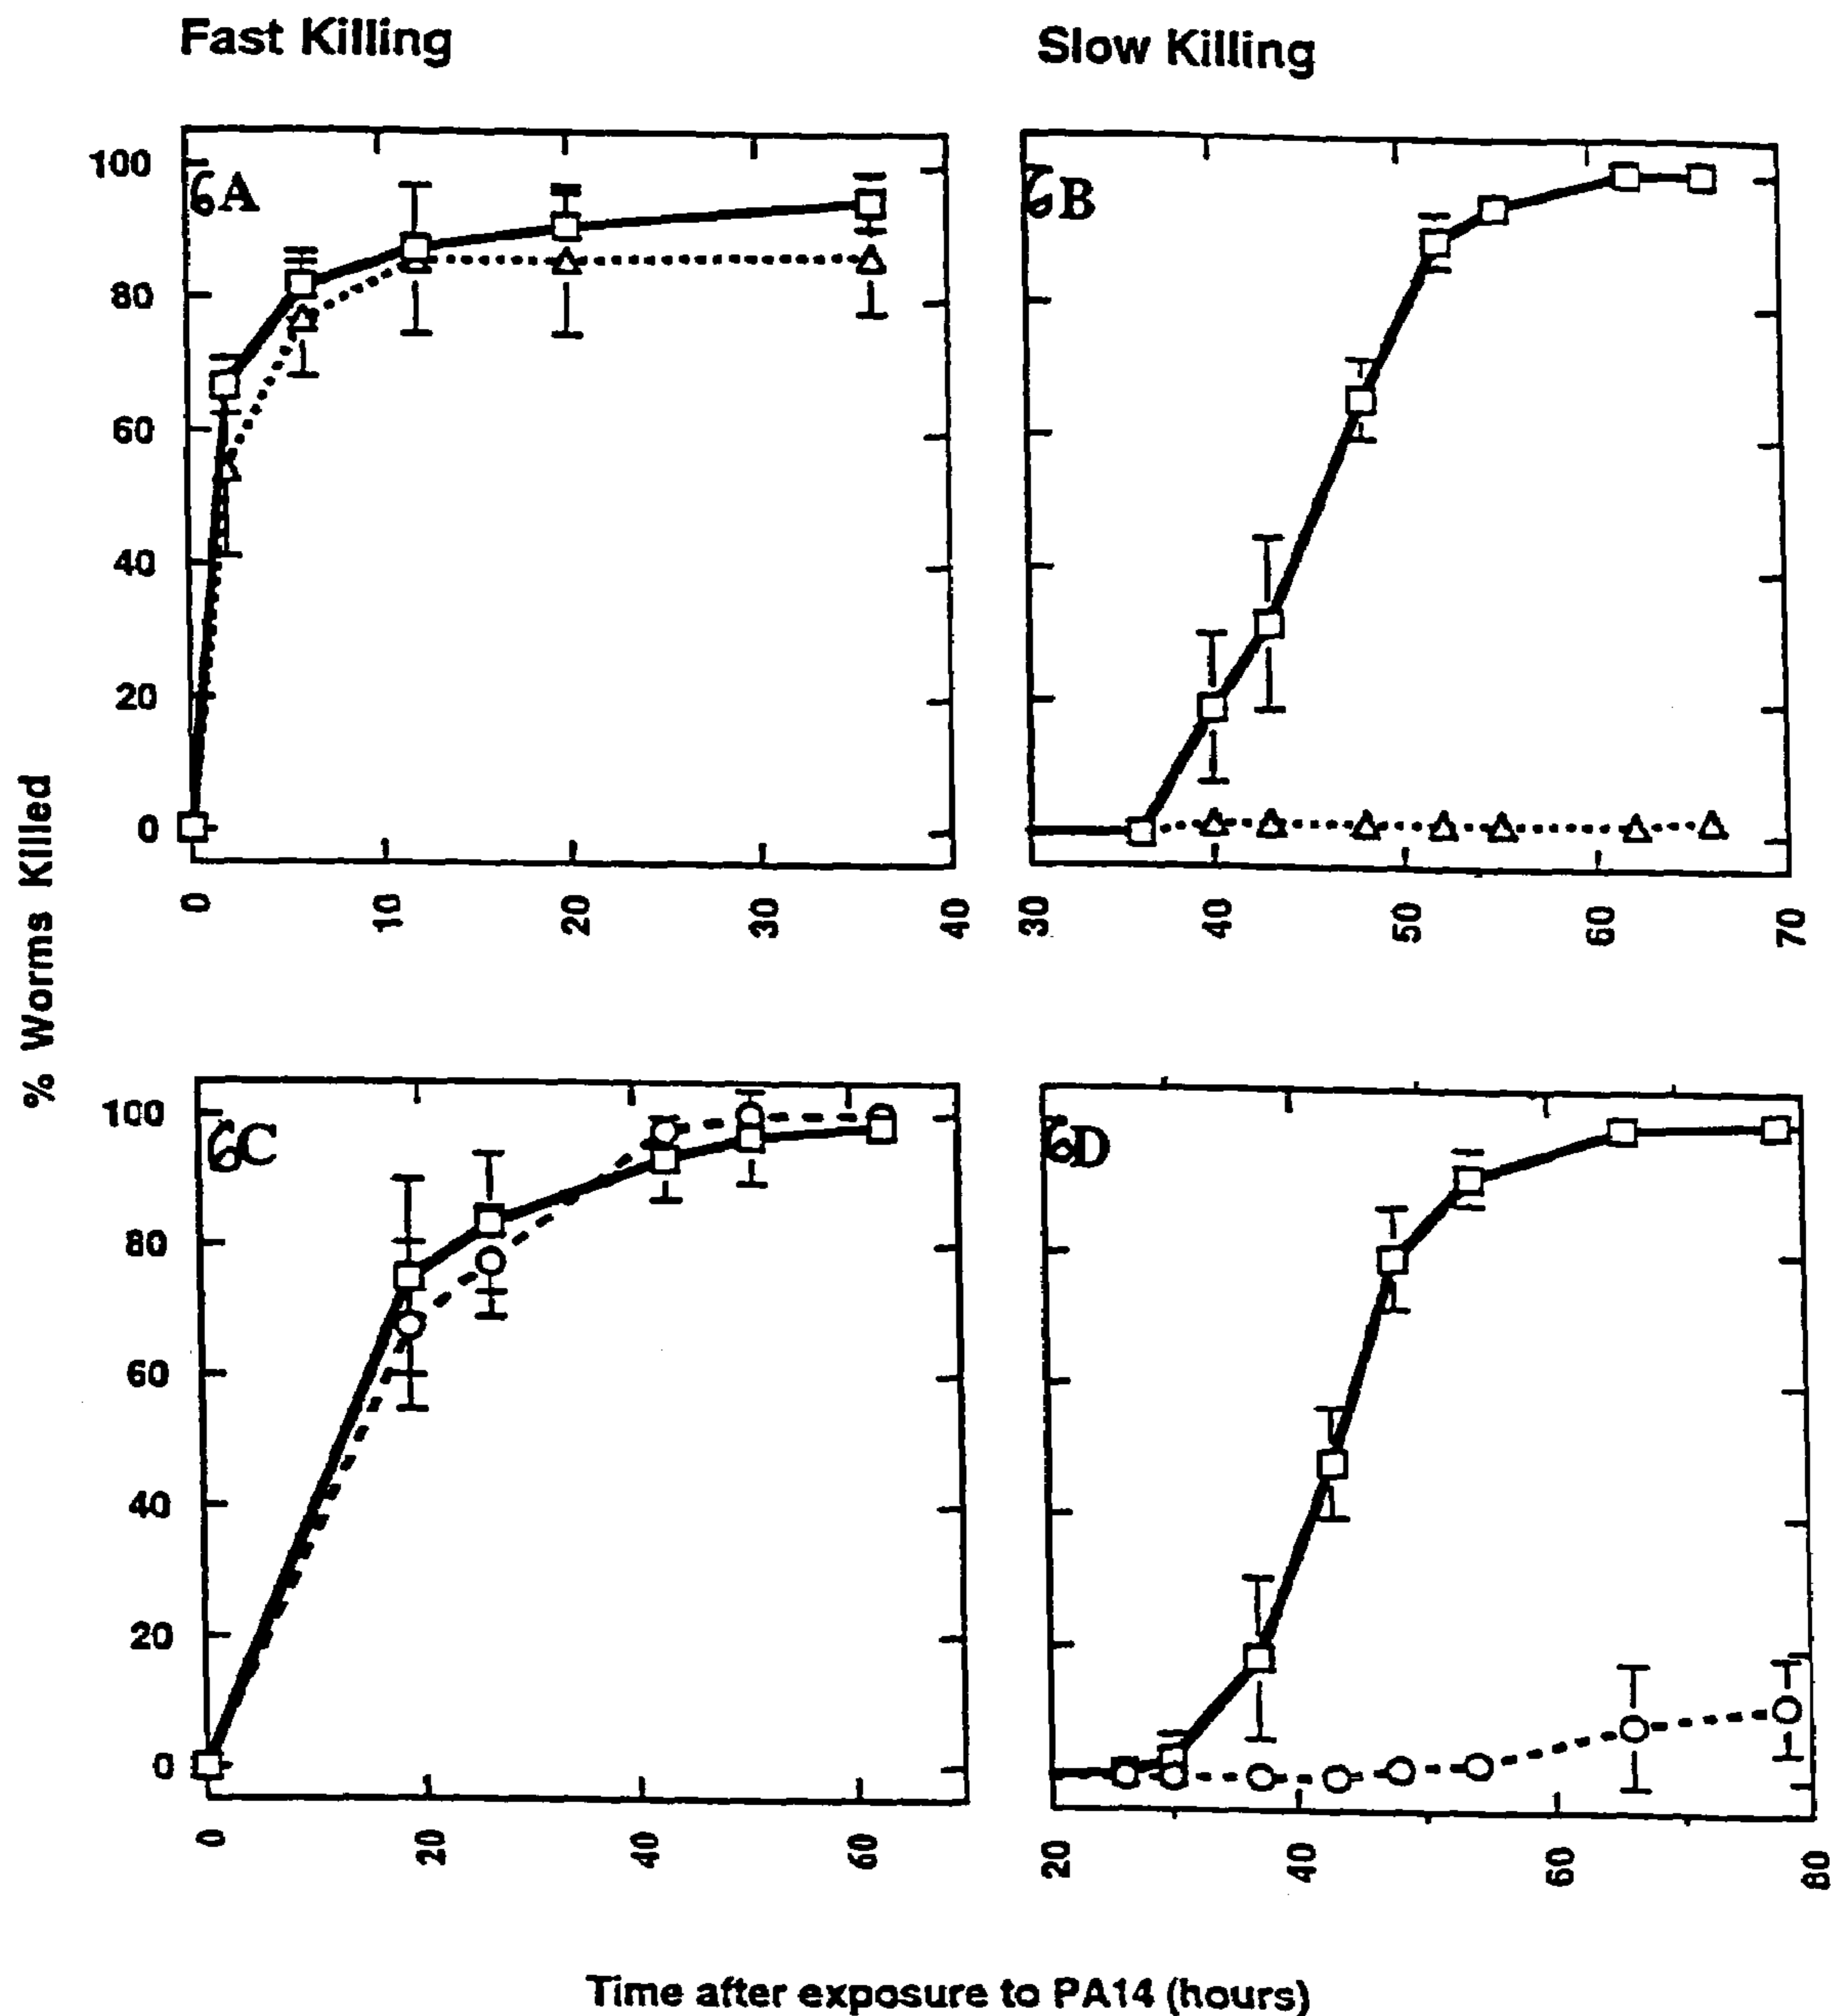 Fast Killing
Slow Killing
% Worms Killed
6A
100
80
60
40
20
0
0 10 20 30 40
6B
30 40 50 60 70
6C
100
80
60
40
20
0
0 20 40 60
6D
20 40 60 80
Time after exposure to PA14 (hours)